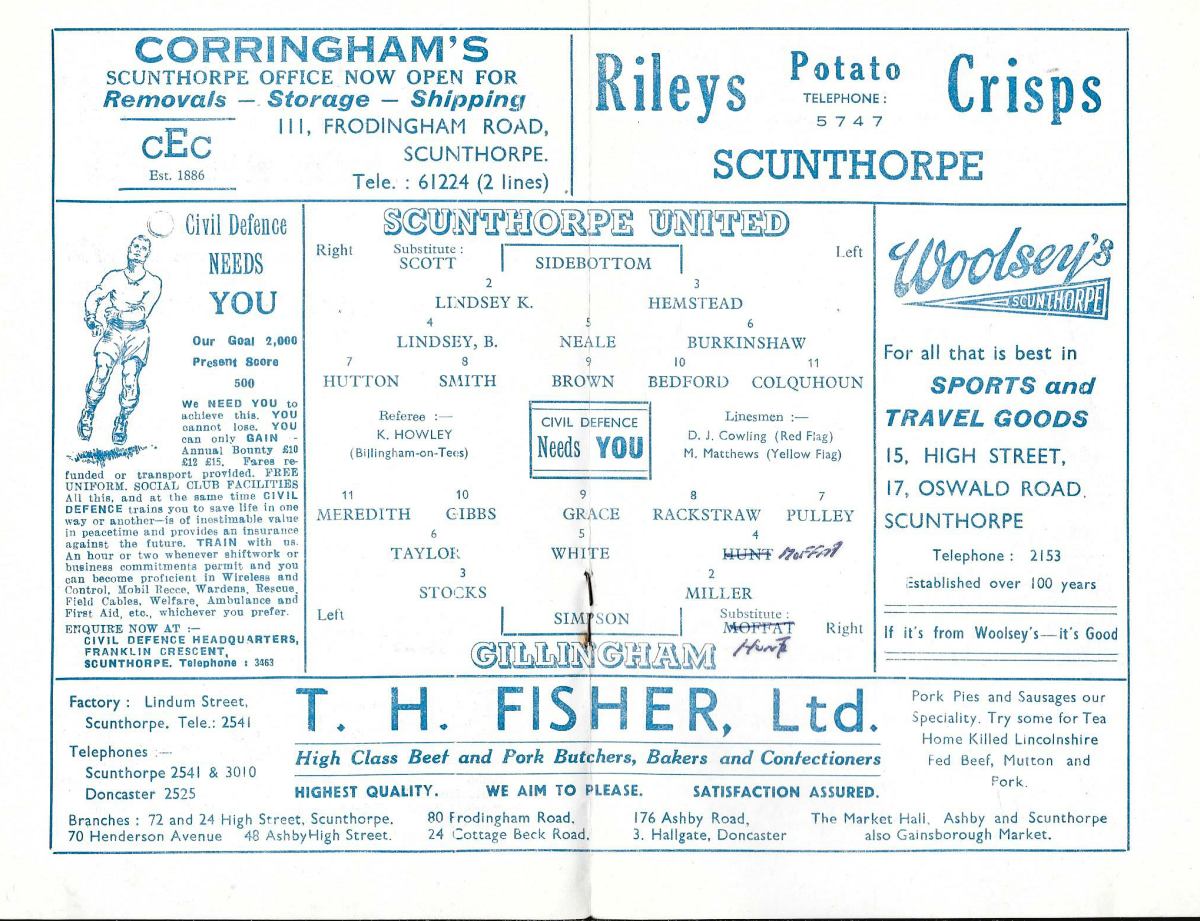 CORRINGHAM'S
SCUNTHORPE OFFICE NOW OPEN FOR
Removals — Storage — Shipping
CEC
Est. 1886
111, FRODINGHAM ROAD,
SCUNTHORPE.
Tele. : 61224 (2 lines)
Rileys Potato Crisps
TELEPHONE :
5747
SCUNTHORPE
Civil Defence
NEEDS
YOU
Our Goal 2,000
Present Score
500
We NEED YOU to
achieve this. YOU
cannot lose. YOU
can only GAIN -
Annual Bounty £10
£12 £15. Fares re-
funded or transport provided. FREE
UNIFORM. SOCIAL CLUB FACILITIES
All this, and at the same time CIVIL
DEFENCE trains you to save life in one
way or another—is of inestimable value
in peacetime and provides an insurance
against the future. TRAIN with us.
An hour or two whenever shiftwork or
business commitments permit and you
can become proficient in Wireless and
Control, Mobil Recce, Wardens, Rescue,
Field Cables, Welfare, Ambulance and
First Aid, etc., whichever you prefer.
ENQUIRE NOW AT :—
CIVIL DEFENCE HEADQUARTERS,
FRANKLIN CRESCENT,
SCUNTHORPE. Telephone : 3463
SCUNTHORPE UNITED
Right Substitute : Left
SCOTT SIDEBOTTOM
2 3
LINDSEY K. HEMSTEAD
4 5 6
LINDSEY, B. NEALE BURKINSHAW
7 8 9 10 11
HUTTON SMITH BROWN BEDFORD COLQUHOUN
Referee :—
K. HOWLEY
(Billingham-on-Tees)
CIVIL DEFENCE
Needs YOU
Linesmen :—
D. J. Cowling (Red Flag)
M. Matthews (Yellow Flag)
11 10 9 8 7
MEREDITH GIBBS GRACE RACKSTRAW PULLEY
6 5 4
TAYLOR WHITE HUNT Moffat
3 2
STOCKS MILLER
Left SIMPSON Substitute : Right
MOFFAT
Hunt
GILLINGHAM
Woolsey's
SCUNTHORPE
For all that is best in
SPORTS and
TRAVEL GOODS
15, HIGH STREET,
17, OSWALD ROAD,
SCUNTHORPE
Telephone : 2153
Established over 100 years
If it's from Woolsey's—it's Good
Factory : Lindum Street,
Scunthorpe. Tele.: 2541
Telephones :—
Scunthorpe 2541 & 3010
Doncaster 2525
T. H. FISHER, Ltd.
High Class Beef and Pork Butchers, Bakers and Confectioners
HIGHEST QUALITY. WE AIM TO PLEASE. SATISFACTION ASSURED.
Pork Pies and Sausages our
Speciality. Try some for Tea
Home Killed Lincolnshire
Fed Beef, Mutton and
Pork.
Branches : 72 and 24 High Street, Scunthorpe. 80 Frodingham Road. 176 Ashby Road, The Market Hall, Ashby and Scunthorpe
70 Henderson Avenue 48 Ashby High Street. 24 Cottage Beck Road. 3. Hallgate, Doncaster also Gainsborough Market.